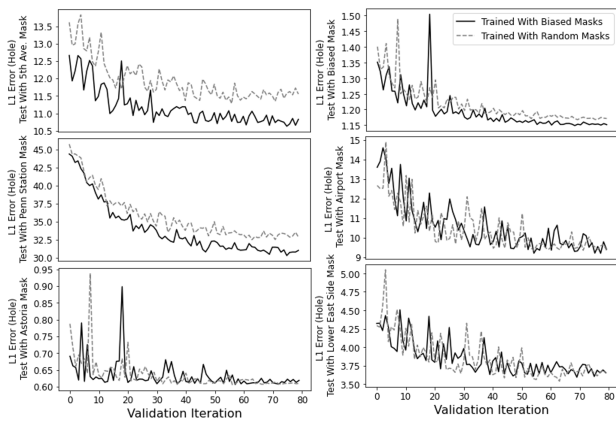 L1 Error (Hole)
Test With 5th Ave. Mask
13.5
13.0
12.5
12.0
11.5
11.0
10.5
L1 Error (Hole)
Test With Penn Station Mask
45.0
42.5
40.0
37.5
35.0
32.5
30.0
L1 Error (Hole)
Test With Astoria Mask
0.95
0.90
0.85
0.80
0.75
0.70
0.65
0.60
0 10 20 30 40 50 60 70 80
Validation Iteration
L1 Error (Hole)
Test With Biased Mask
1.50
1.45
1.40
1.35
1.30
1.25
1.20
1.15
Trained With Biased Masks
Trained With Random Masks
L1 Error (Hole)
Test With Airport Mask
15
14
13
12
11
10
9
L1 Error (Hole)
Test With Lower East Side Mask
5.00
4.75
4.50
4.25
4.00
3.75
3.50
0 10 20 30 40 50 60 70 80
Validation Iteration